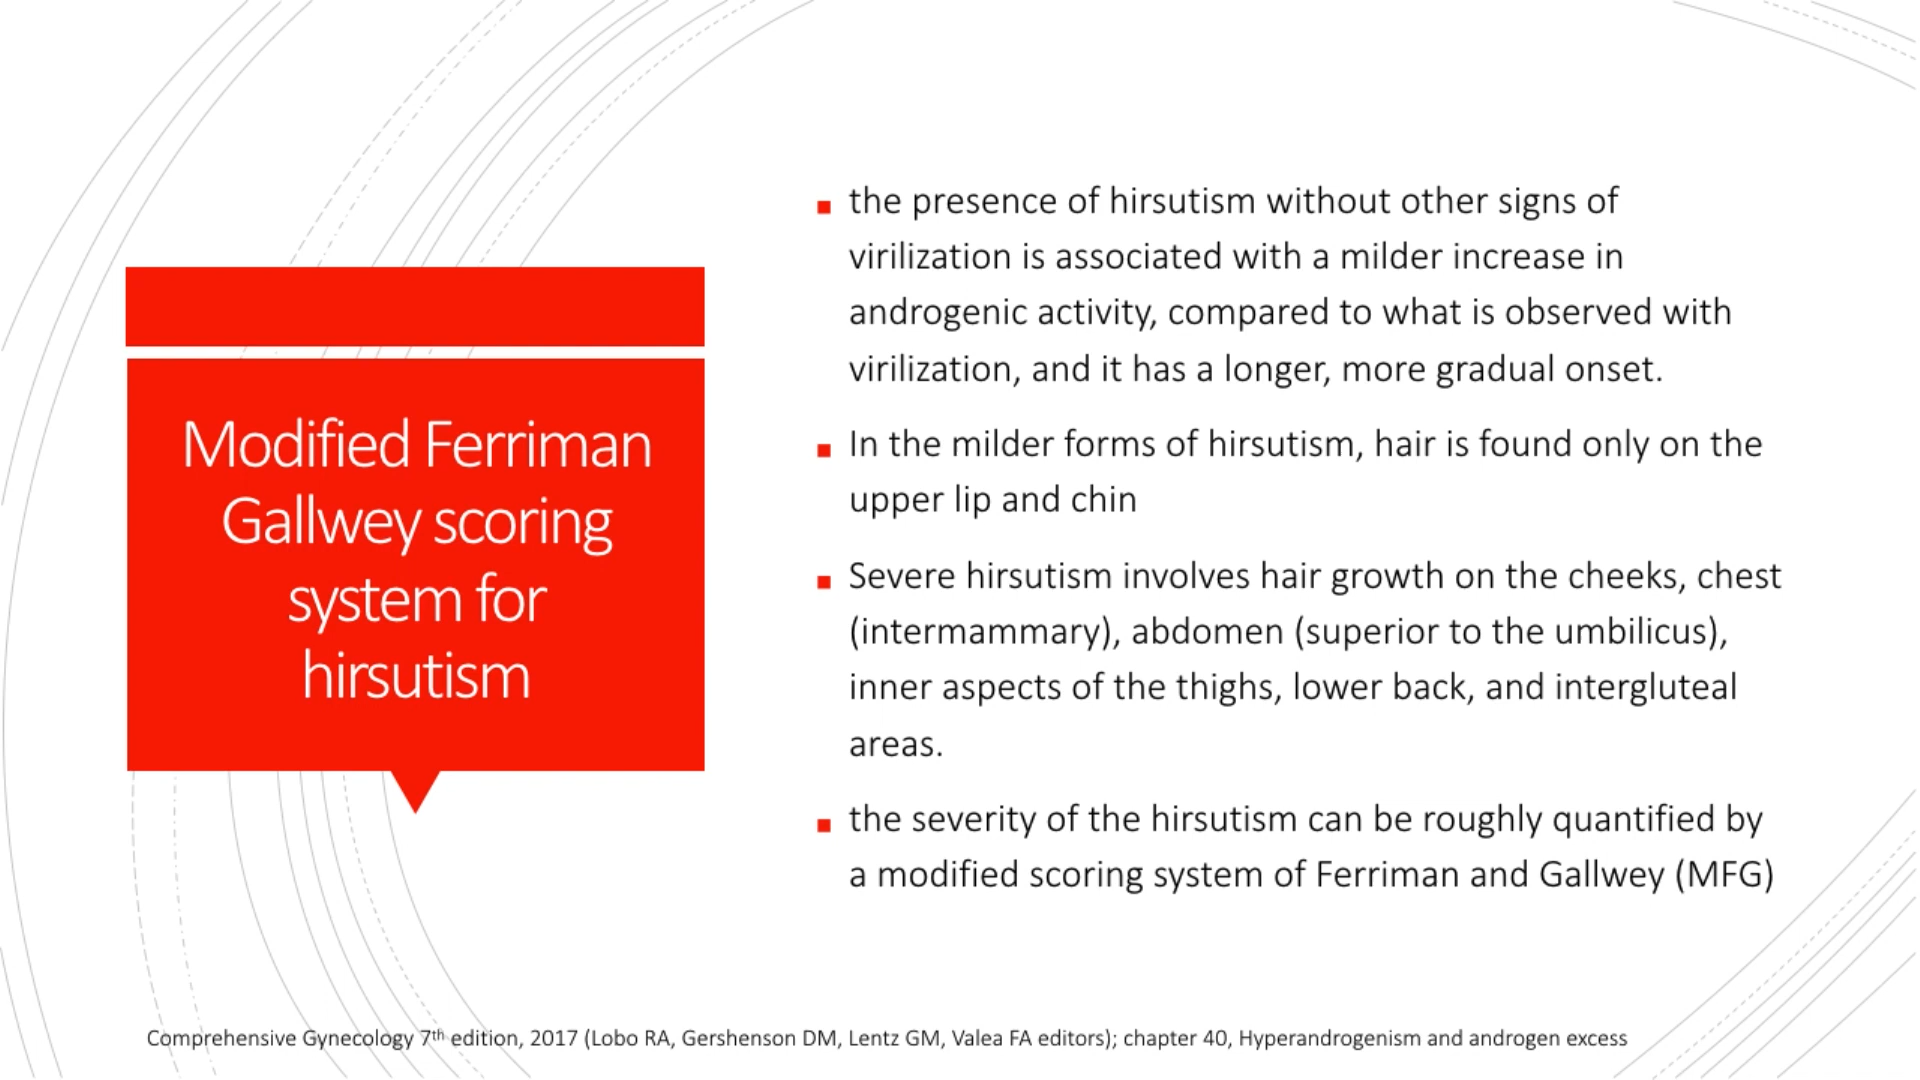 Modified Ferriman
Gallwey scoring
system for
hirsutism
the presence of hirsutism without other signs of
virilization is associated with a milder increase in
androgenic activity, compared to what is observed with
virilization, and it has a longer, more gradual onset.
In the milder forms of hirsutism, hair is found only on the
upper lip and chin
Severe hirsutism involves hair growth on the cheeks, chest
(intermammary), abdomen (superior to the umbilicus),
inner aspects of the thighs, lower back, and intergluteal
areas.
the severity of the hirsutism can be roughly quantified by
a modified scoring system of Ferriman and Gallwey (MFG)
Comprehensive Gynecology 7th edition, 2017 (Lobo RA, Gershenson DM, Lentz GM, Valea FA editors); chapter 40, Hyperandrogenism and androgen excess